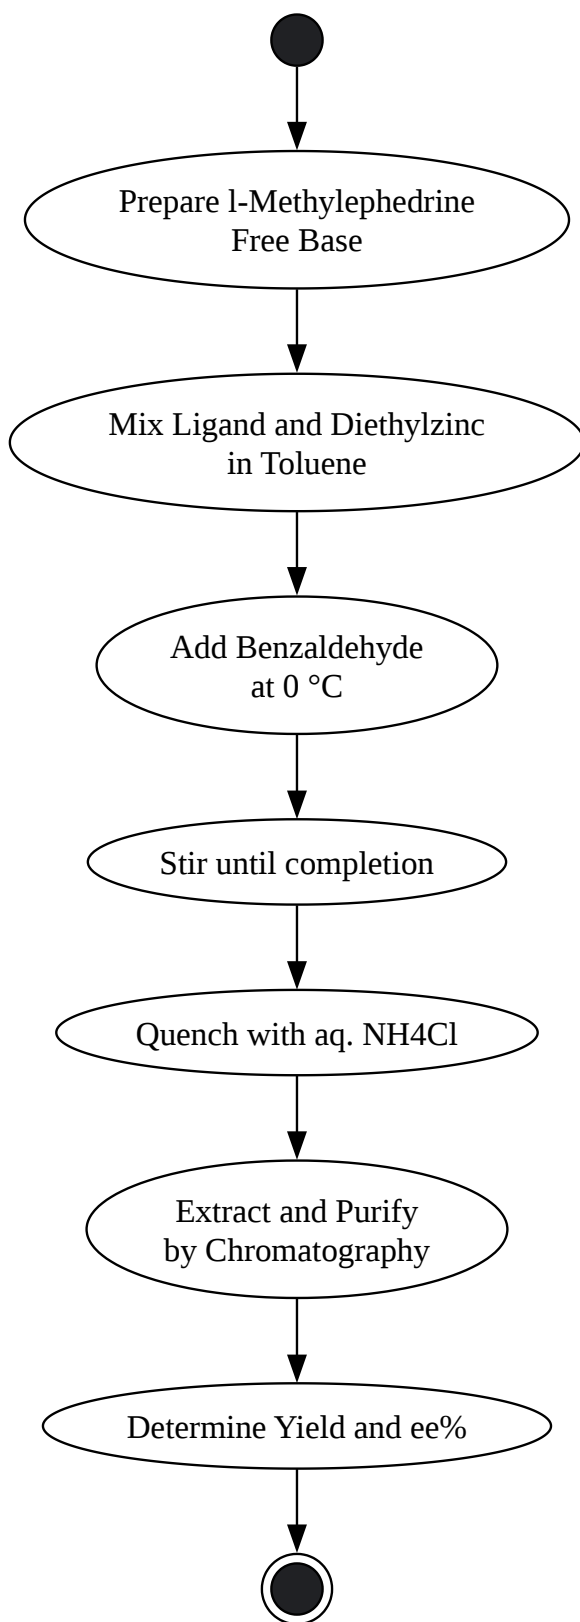 Prepare l-Methylephedrine
Free Base
Mix Ligand and Diethylzinc
in Toluene
Add Benzaldehyde
at 0 °C
Stir until completion
Quench with aq. NH4Cl
Extract and Purify
by Chromatography
Determine Yield and ee%